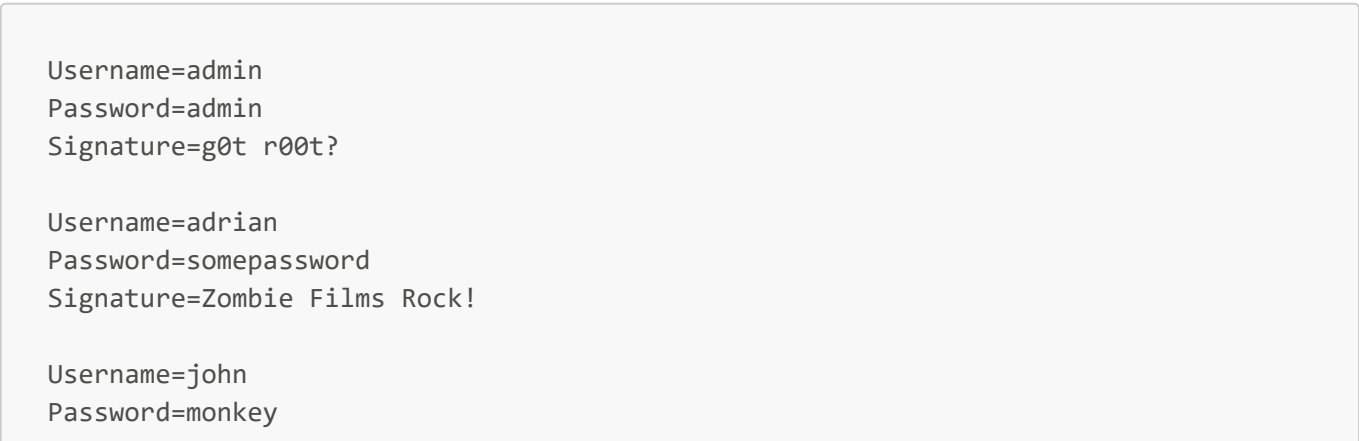 Username=admin
Password=admin
Signature=g0t r00t?
Username=adrian
Password=somepassword
Signature=Zombie Films Rock!
Username=john
Password=monkey